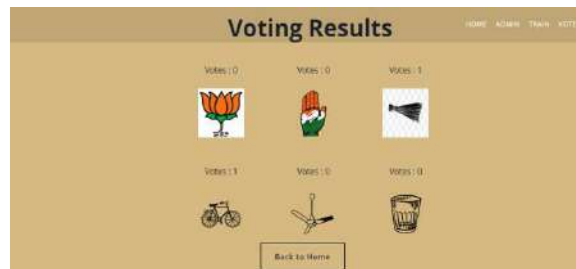 Voting Results
HOME ADMIN TRAIN VOTE
Votes : 0 Votes : 0 Votes : 1
Votes : 1 Votes : 0 Votes : 0
Back to Home